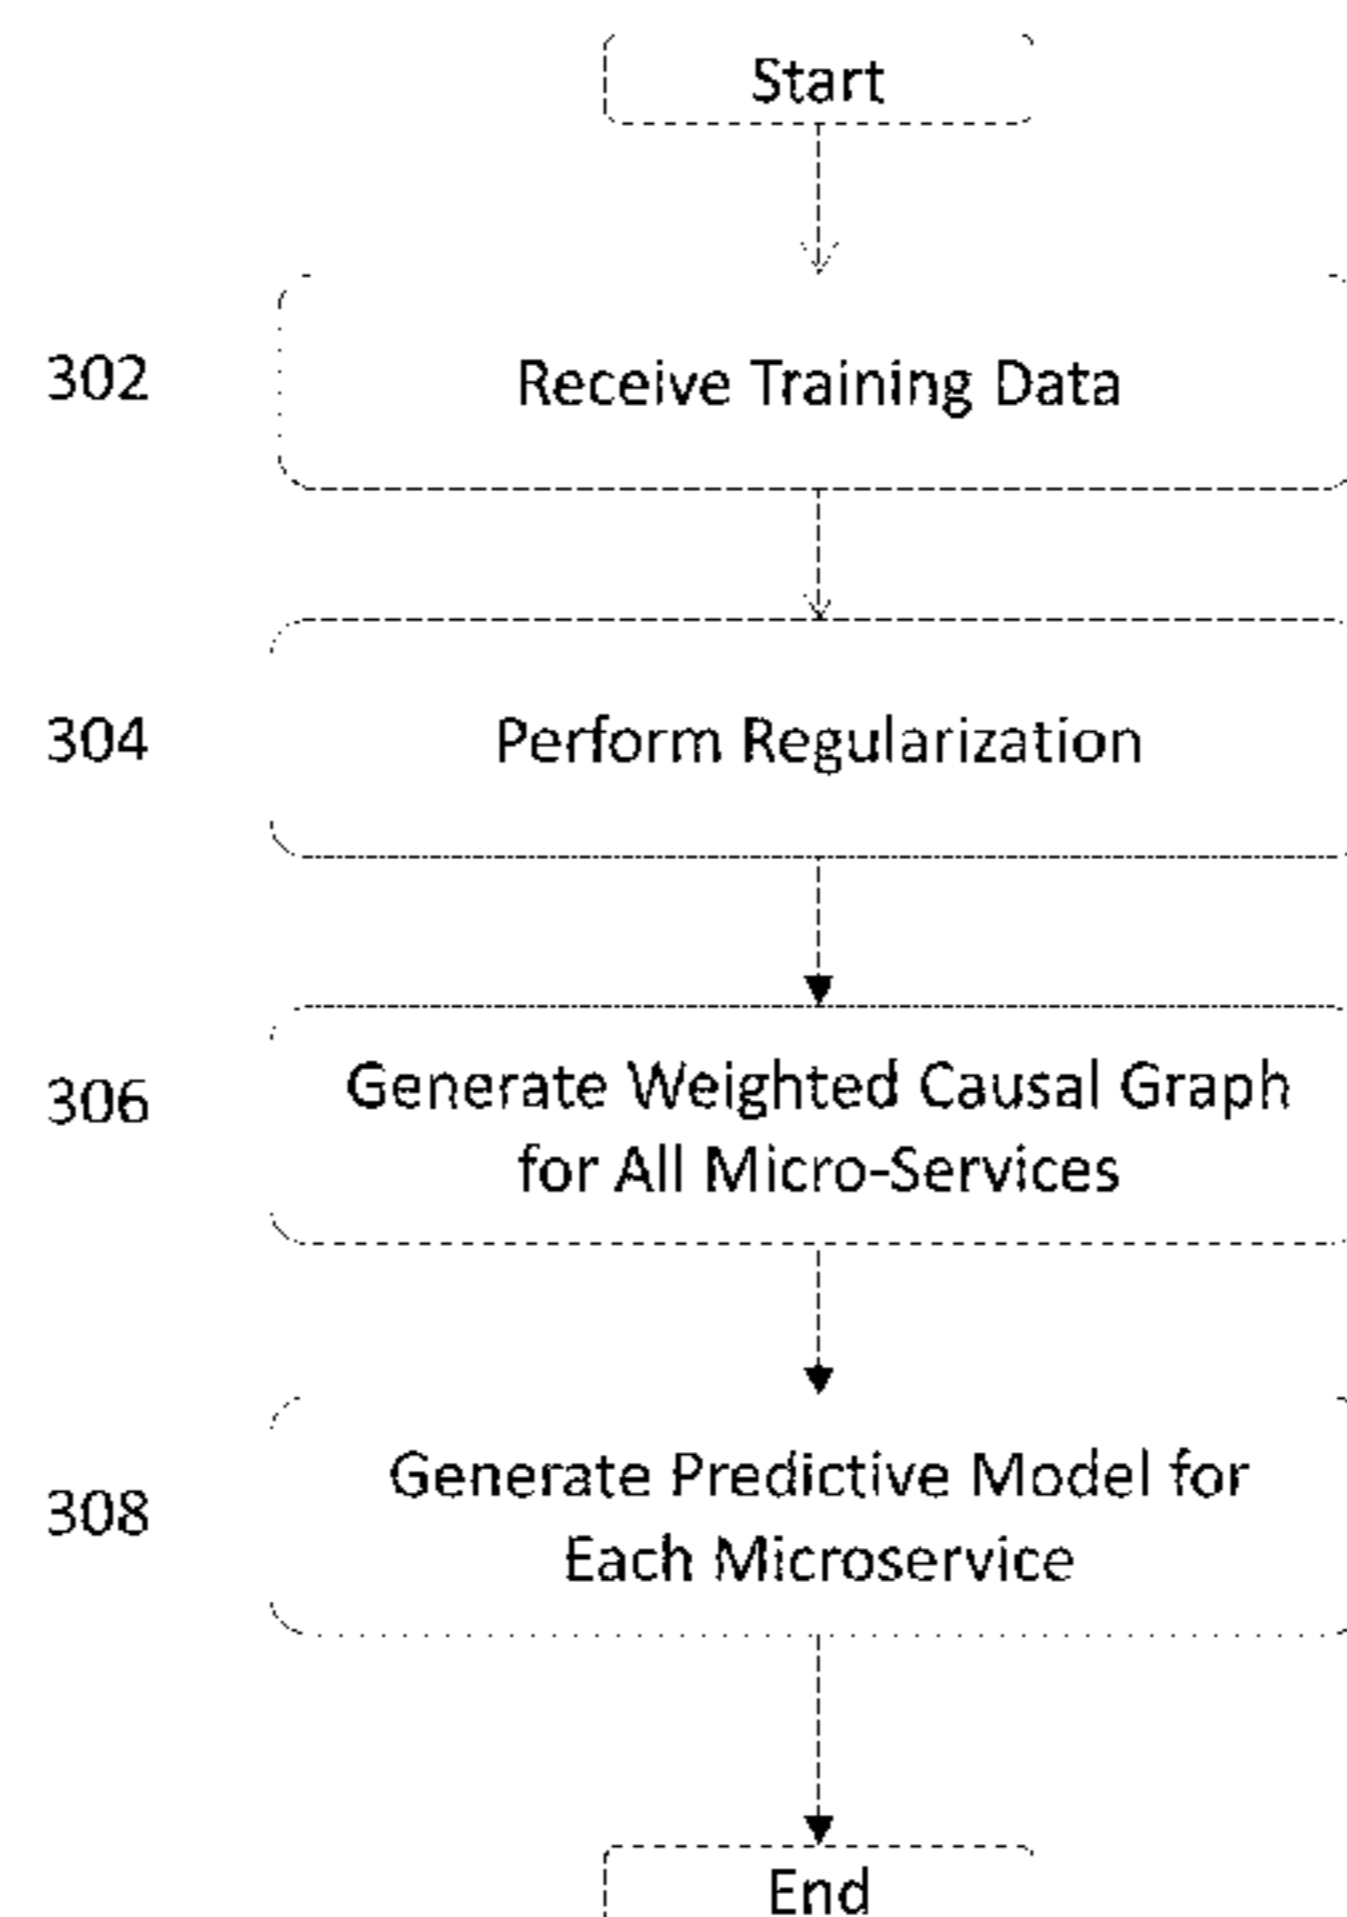 Start
302
Receive Training Data
304
Perform Regularization
306
Generate Weighted Causal Graph
for All Micro-Services
308
Generate Predictive Model for
Each Microservice
End